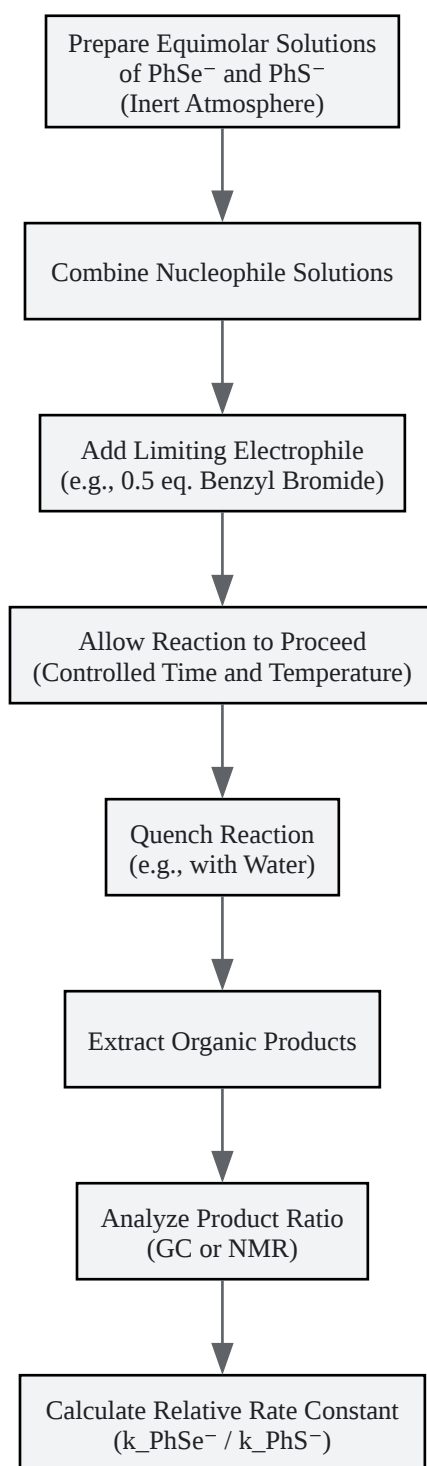 Prepare Equimolar Solutions
of PhSe⁻ and PhS⁻
(Inert Atmosphere)
Combine Nucleophile Solutions
Add Limiting Electrophile
(e.g., 0.5 eq. Benzyl Bromide)
Allow Reaction to Proceed
(Controlled Time and Temperature)
Quench Reaction
(e.g., with Water)
Extract Organic Products
Analyze Product Ratio
(GC or NMR)
Calculate Relative Rate Constant
(k_PhSe⁻ / k_PhS⁻)